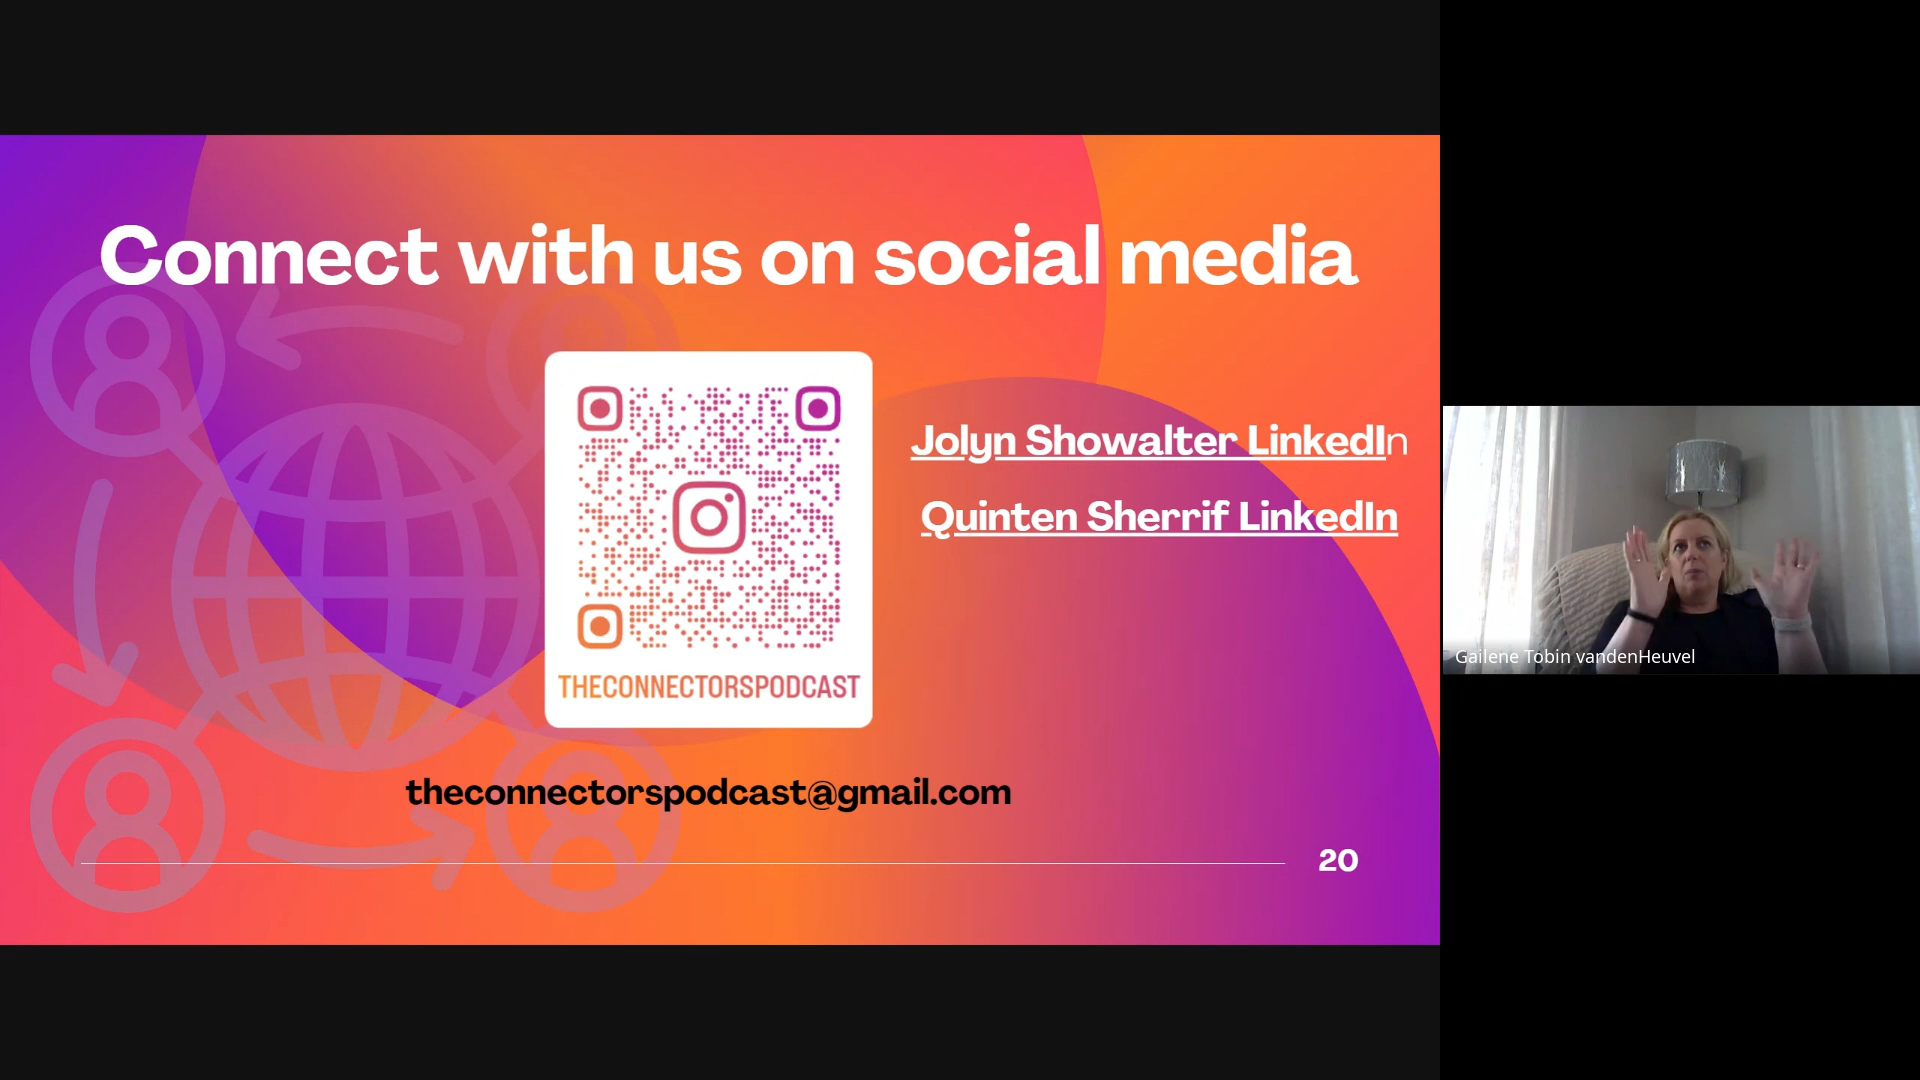 Connect with us on social media
Jolyn Showalter LinkedIn
Quinten Sherrif LinkedIn
THECONNECTORSPODCAST
theconnectorspodcast@gmail.com
20
Gailene Tobin vandenHeuvel